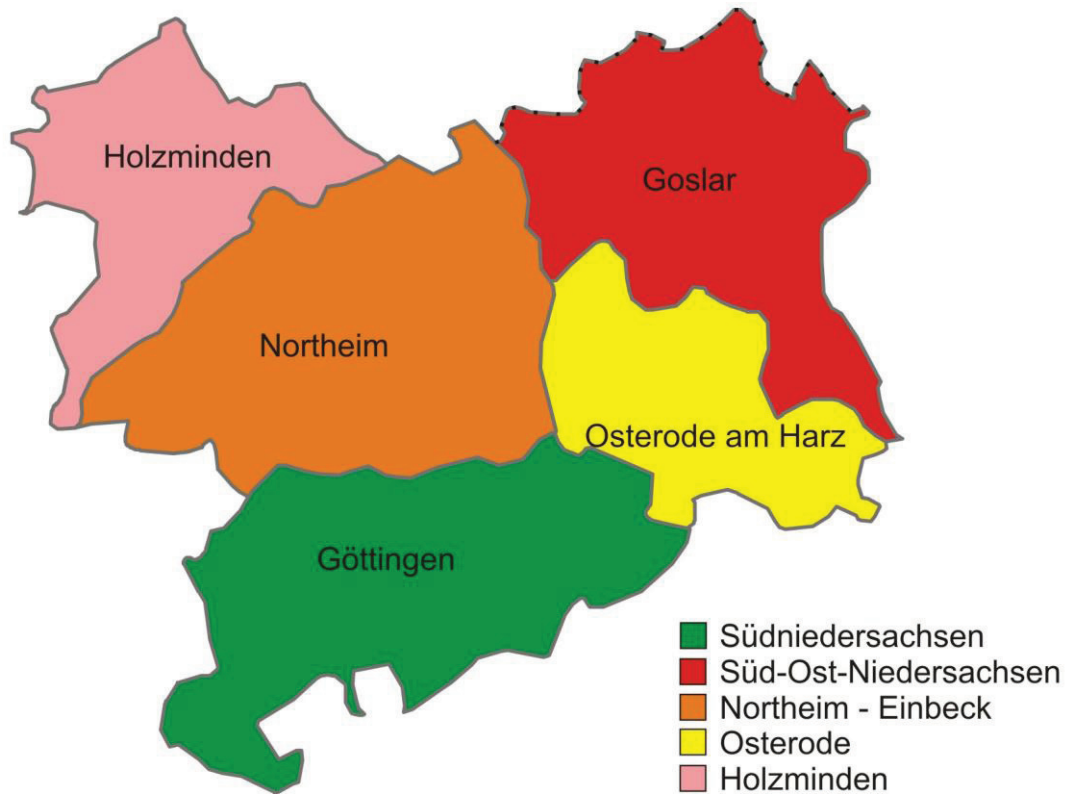 Holzminden
Goslar
Northeim
Osterode am Harz
Göttingen
Südniedersachsen
Süd-Ost-Niedersachsen
Northeim - Einbeck
Osterode
Holzminden